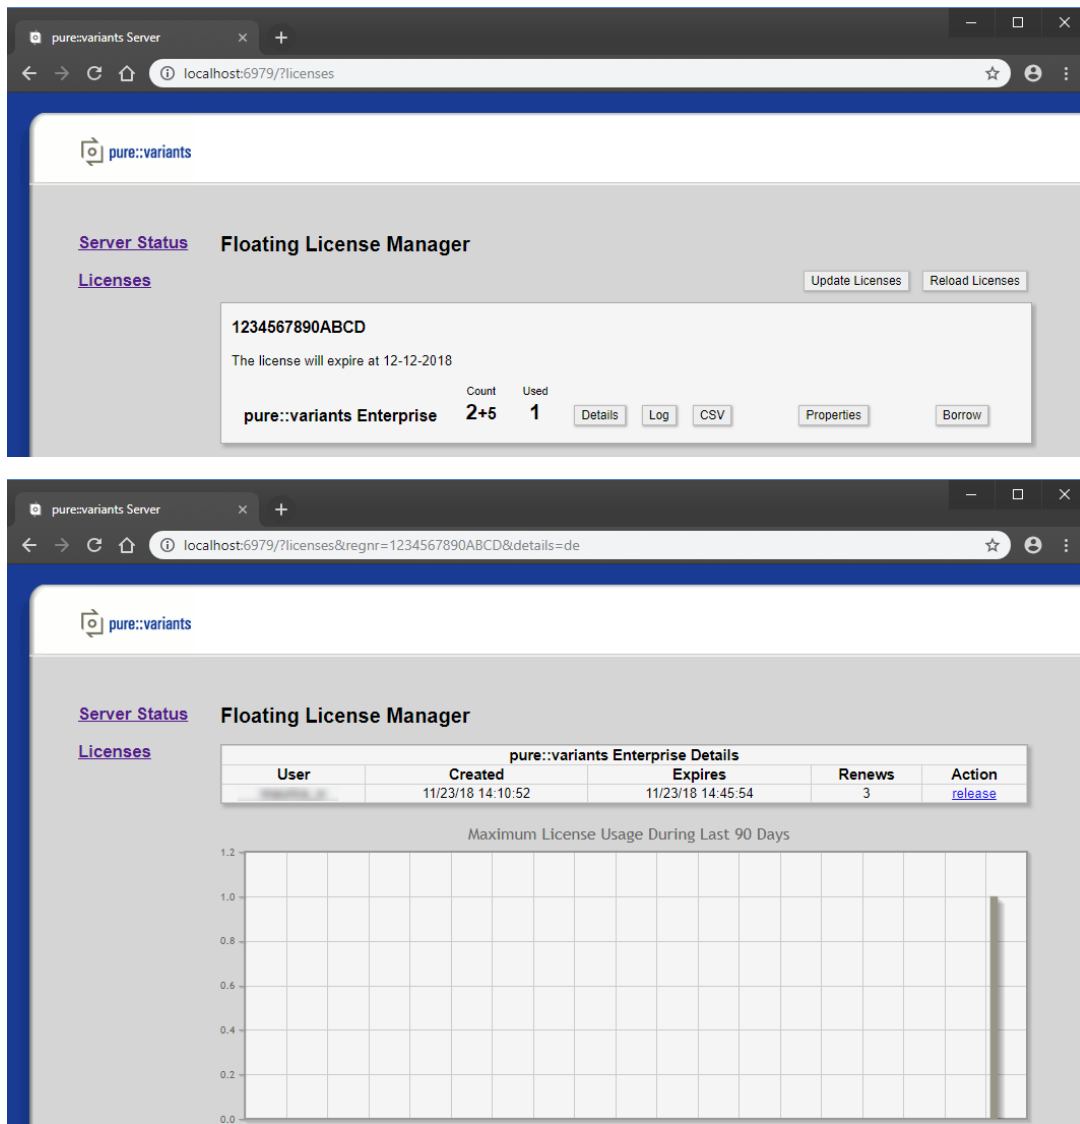 pure::variants Server
localhost:6979/?licenses
pure::variants
Server Status
Floating License Manager
Licenses
Update Licenses Reload Licenses
1234567890ABCD
The license will expire at 12-12-2018
Count Used
pure::variants Enterprise 2+5 1 Details Log CSV Properties Borrow
pure::variants Server
localhost:6979/?licenses&regnr=1234567890ABCD&details=de
pure::variants
Server Status
Floating License Manager
Licenses
pure::variants Enterprise Details
User Created Expires Renews Action
11/23/18 14:10:52 11/23/18 14:45:54 3 release
Maximum License Usage During Last 90 Days
1.2
1.0
0.8
0.6
0.4
0.2
0.0